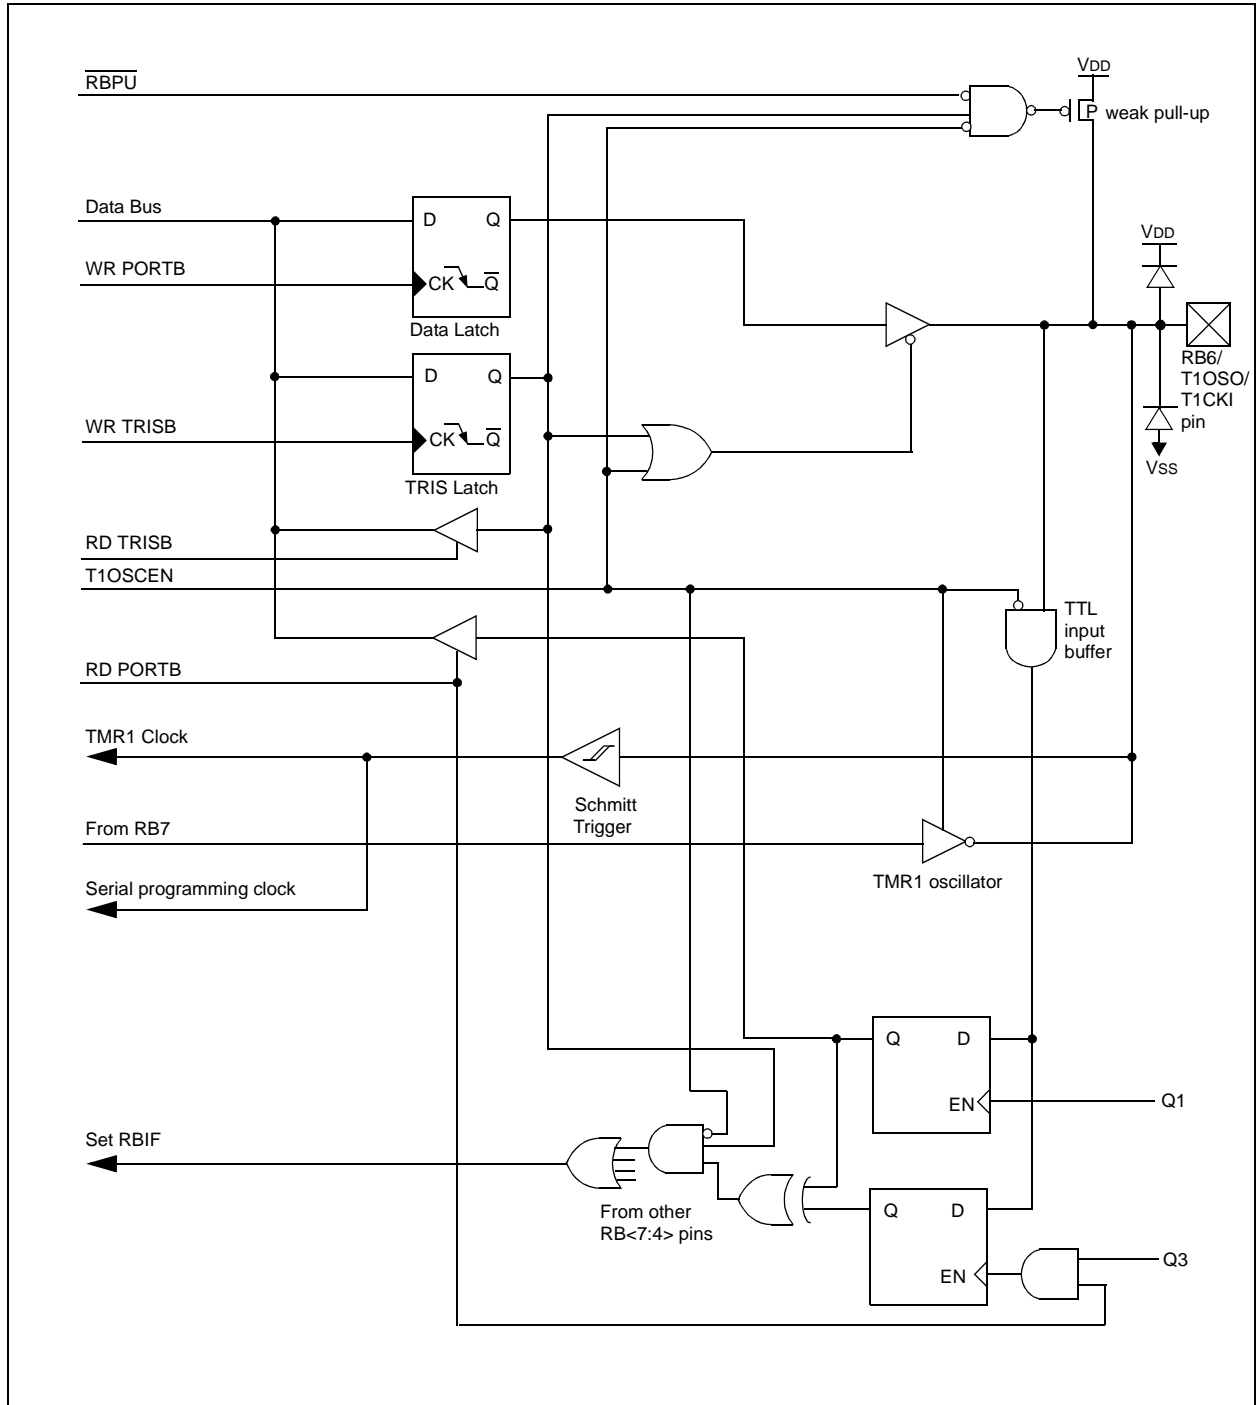 RBPU
VDD
P
weak pull-up
Data Bus
D
Q
VDD
WR PORTB
CK
Q
Data Latch
RB6/
T1OSO/
T1CKI
pin
D
Q
WR TRISB
CK
Q
VSS
TRIS Latch
RD TRISB
T1OSCEN
TTL
input
buffer
RD PORTB
TMR1 Clock
Schmitt
Trigger
From RB7
TMR1 oscillator
Serial programming clock
Q
D
EN
Q1
Set RBIF
From other
RB<7:4> pins
Q
D
EN
Q3